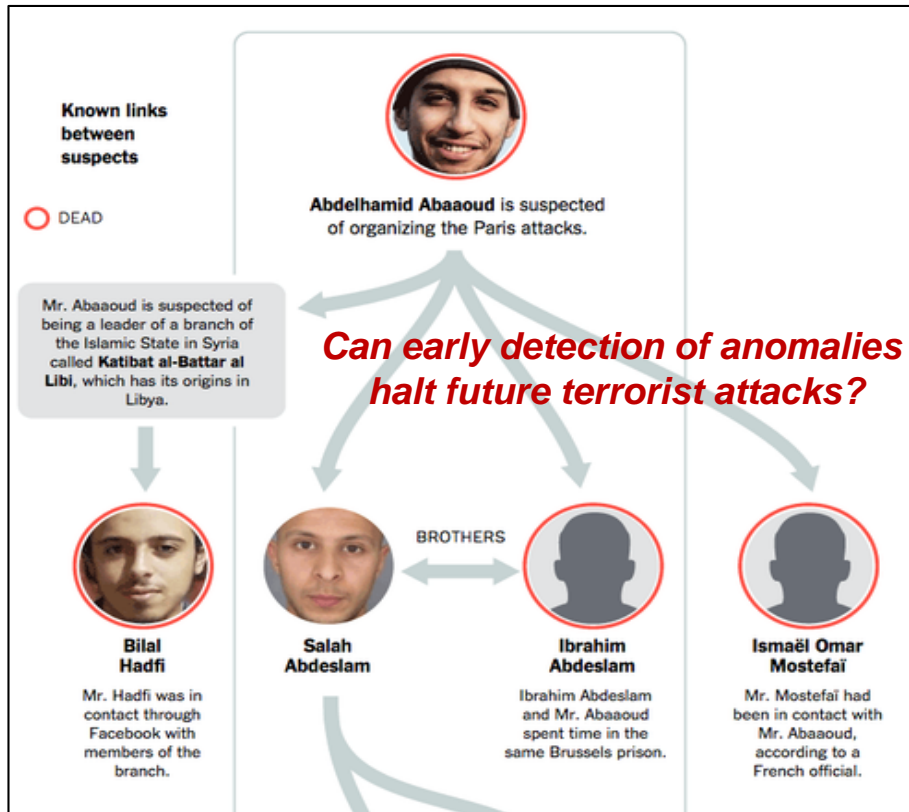 Known links
between
suspects
DEAD
Abdelhamid Abaaoud is suspected
of organizing the Paris attacks.
Mr. Abaaoud is suspected of
being a leader of a branch of
the Islamic State in Syria
called Katibat al-Battar al
Libi, which has its origins in
Libya.
Can early detection of anomalies
halt future terrorist attacks?
BROTHERS
Bilal
Hadfi
Mr. Hadfi was in
contact through
Facebook with
members of the
branch.
Salah
Abdeslam
Ibrahim
Abdeslam
Ibrahim Abdeslam
and Mr. Abaaoud
spent time in the
same Brussels prison.
Ismaël Omar
Mostefaï
Mr. Mostefaï had
been in contact with
Mr. Abaaoud,
according to a
French official.